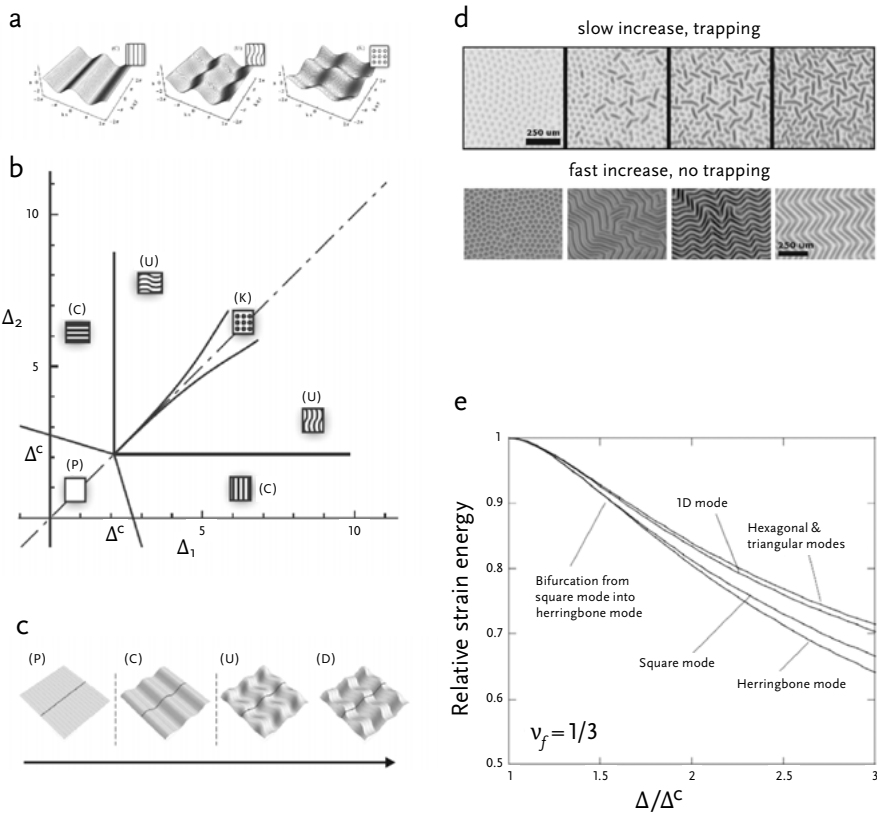 a
(C)
(U)
(K)
b
10
(U)
(K)
(C)
Δ₂
5
(U)
Δᶜ
(P)
(C)
Δᶜ
5
10
Δ₁
c
(P)
(C)
(U)
(D)
d
slow increase, trapping
250 um
fast increase, no trapping
250 um
e
Relative strain energy
1
0.9
0.8
0.7
0.6
0.5
1D mode
Hexagonal &
triangular modes
Bifurcation from
square mode into
herringbone mode
Square mode
Herringbone mode
ν_f = 1/3
1
1.5
2
2.5
3
Δ/Δᶜ